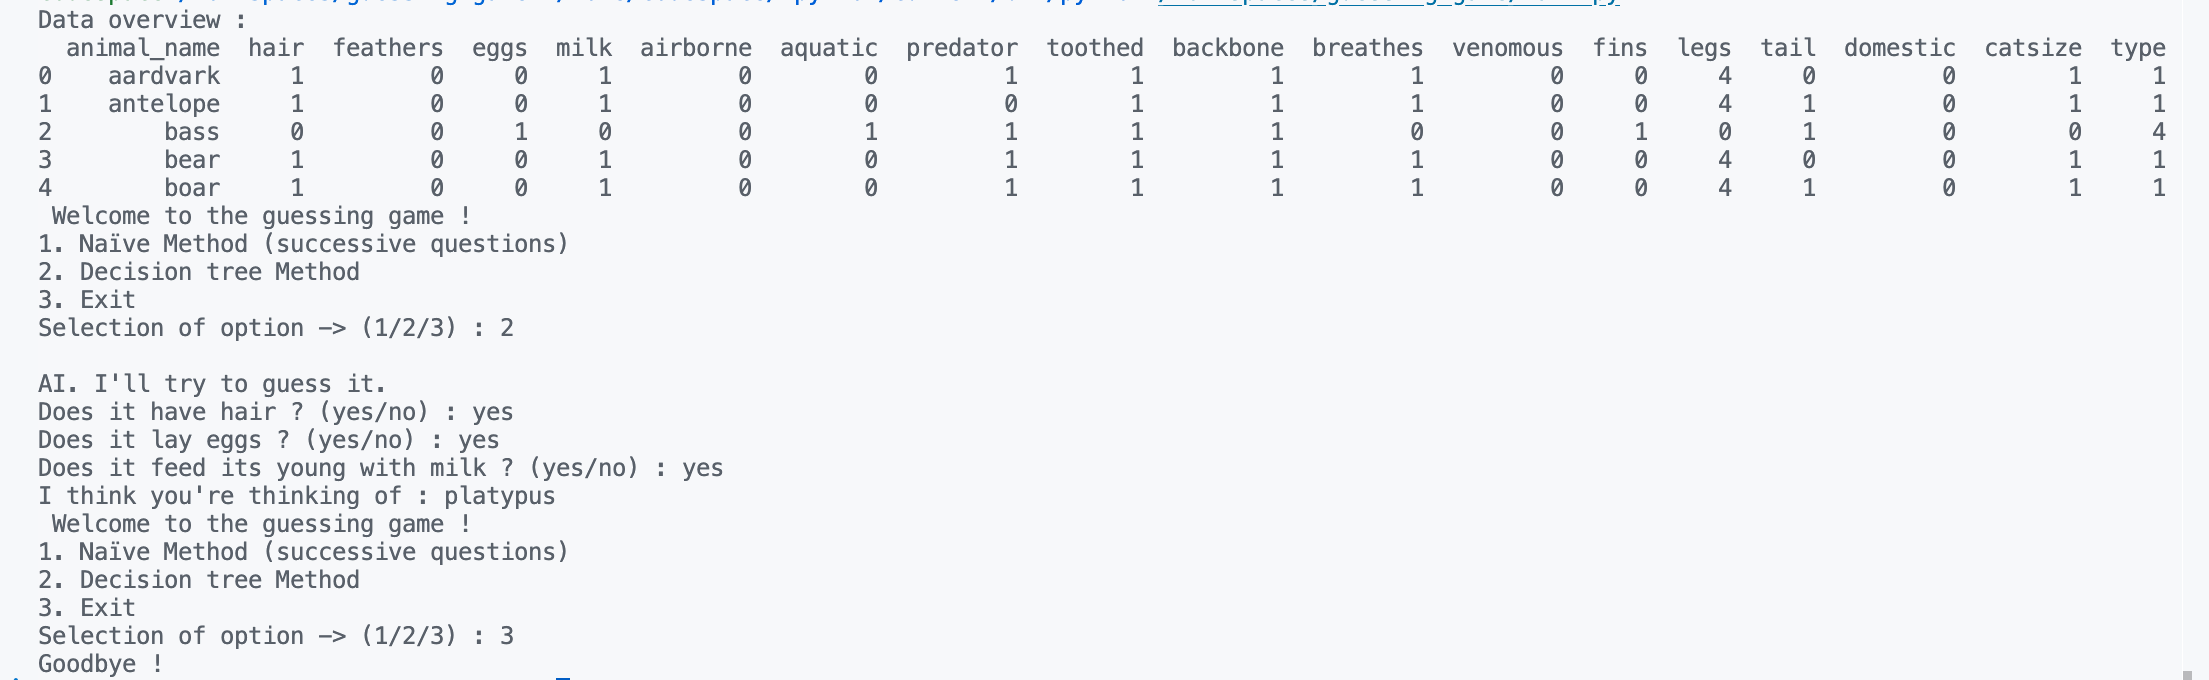 Data overview :
animal_name hair feathers eggs milk airborne aquatic predator toothed backbone breathes venomous fins legs tail domestic catsize type
0 aardvark 1 0 0 1 0 0 1 1 1 1 0 0 4 0 0 1 1
1 antelope 1 0 0 1 0 0 0 1 1 1 0 0 4 1 0 1 1
2 bass 0 0 1 0 0 1 1 1 1 0 0 1 0 1 0 0 4
3 bear 1 0 0 1 0 0 1 1 1 1 0 0 4 0 0 1 1
4 boar 1 0 0 1 0 0 1 1 1 1 0 0 4 1 0 1 1
Welcome to the guessing game !
1. Naïve Method (successive questions)
2. Decision tree Method
3. Exit
Selection of option —> (1/2/3) : 2
AI. I'll try to guess it.
Does it have hair ? (yes/no) : yes
Does it lay eggs ? (yes/no) : yes
Does it feed its young with milk ? (yes/no) : yes
I think you're thinking of : platypus
Welcome to the guessing game !
1. Naïve Method (successive questions)
2. Decision tree Method
3. Exit
Selection of option —> (1/2/3) : 3
Goodbye !